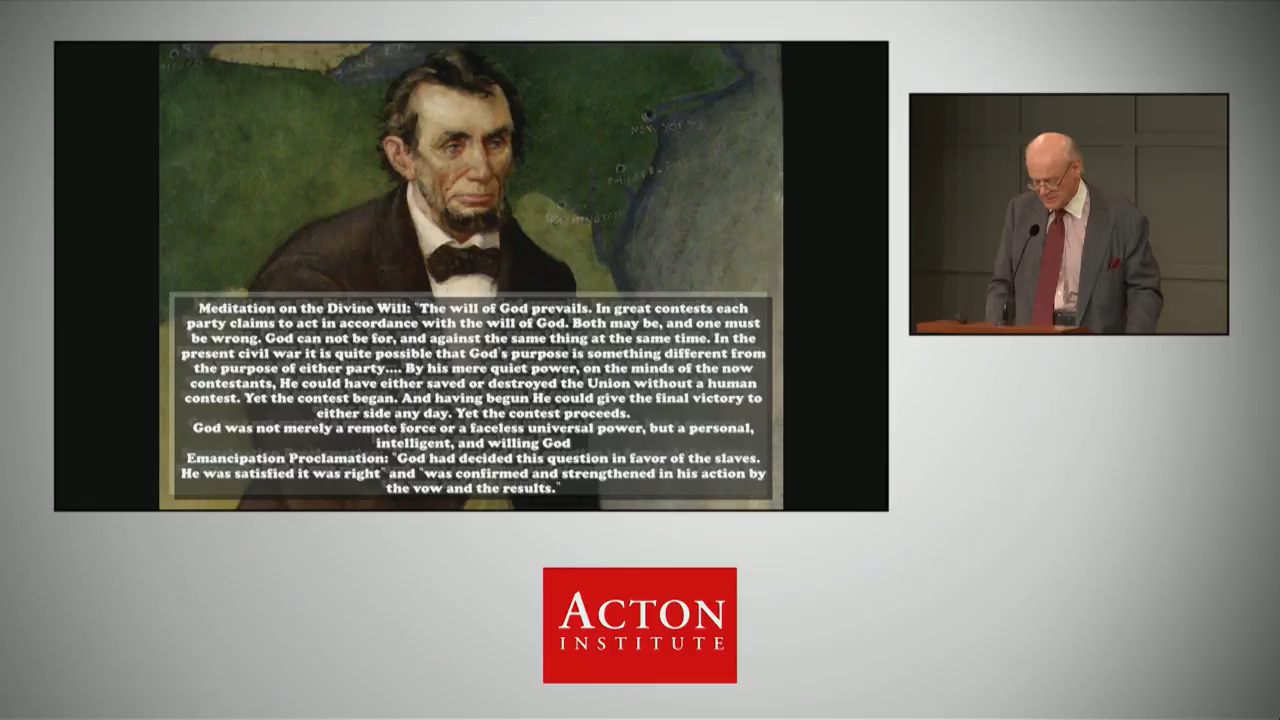 NEW YORK
WASHINGTON
Meditation on the Divine Will: "The will of God prevails. In great contests each
party claims to act in accordance with the will of God. Both may be, and one must
be wrong. God can not be for, and against the same thing at the same time. In the
present civil war it is quite possible that God's purpose is something different from
the purpose of either party.... By his mere quiet power, on the minds of the now
contestants, He could have either saved or destroyed the Union without a human
contest. Yet the contest began. And having begun He could give the final victory to
either side any day. Yet the contest proceeds.
God was not merely a remote force or a faceless universal power, but a personal,
intelligent, and willing God
Emancipation Proclamation: "God had decided this question in favor of the slaves.
He was satisfied it was right" and "was confirmed and strengthened in his action by
the vow and the results."
ACTON
INSTITUTE